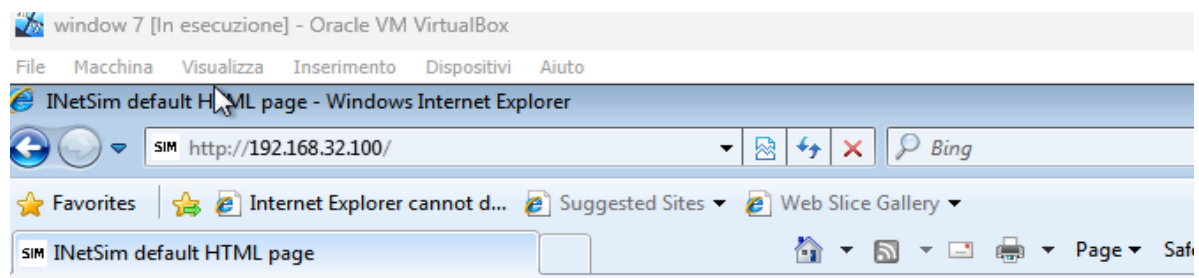 window 7 [In esecuzione] - Oracle VM VirtualBox
File Macchina Visualizza Inserimento Dispositivi Aiuto
INetSim default HTML page - Windows Internet Explorer
SIM http://192.168.32.100/ Bing
Favorites Internet Explorer cannot d... Suggested Sites Web Slice Gallery
SIM INetSim default HTML page Page